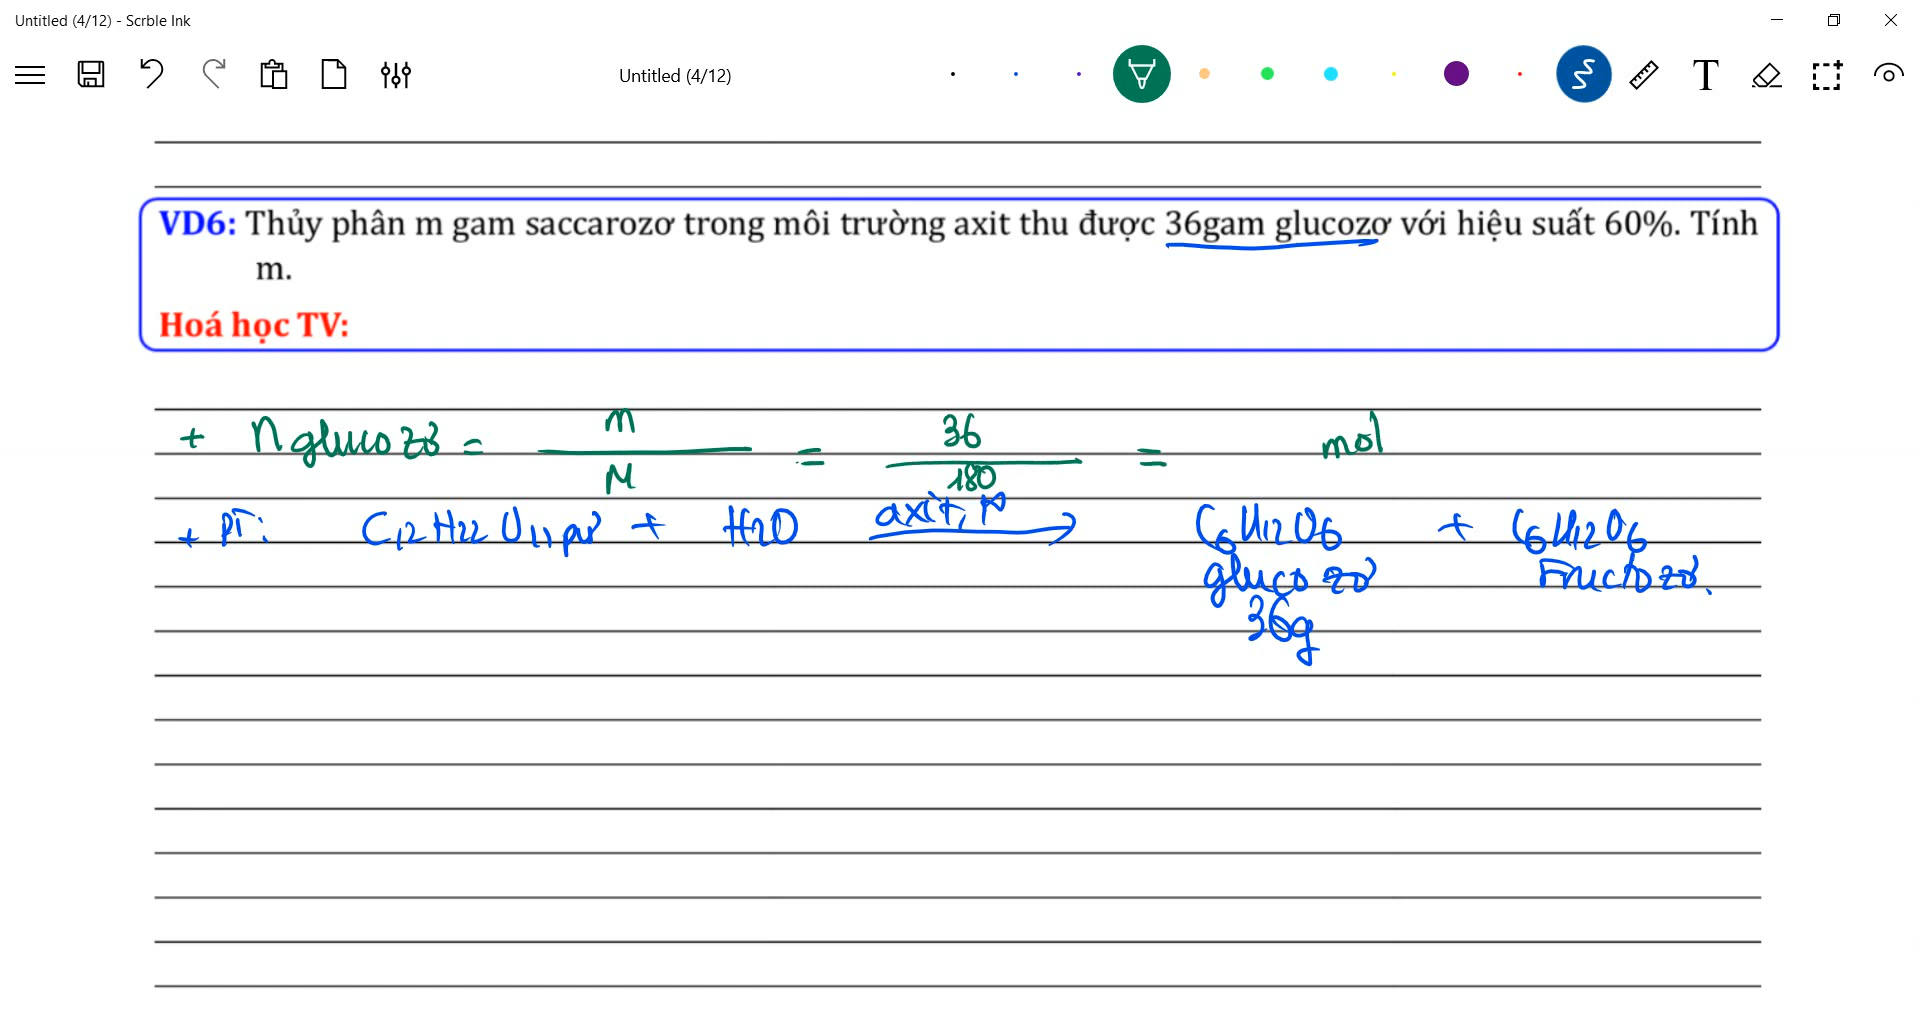 Untitled (4/12) - Scrble Ink
Untitled (4/12)
T
VD6: Thủy phân m gam saccarozơ trong môi trường axit thu được 36gam glucozơ với hiệu suất 60%. Tính
m.
Hoá học TV:
+ nglucozơ = m/M = 36/180 = mol
+ PT: C12H22O11 pư + H2O axit, t° → C6H12O6 + C6H12O6
glucozơ Fructozơ.
36g